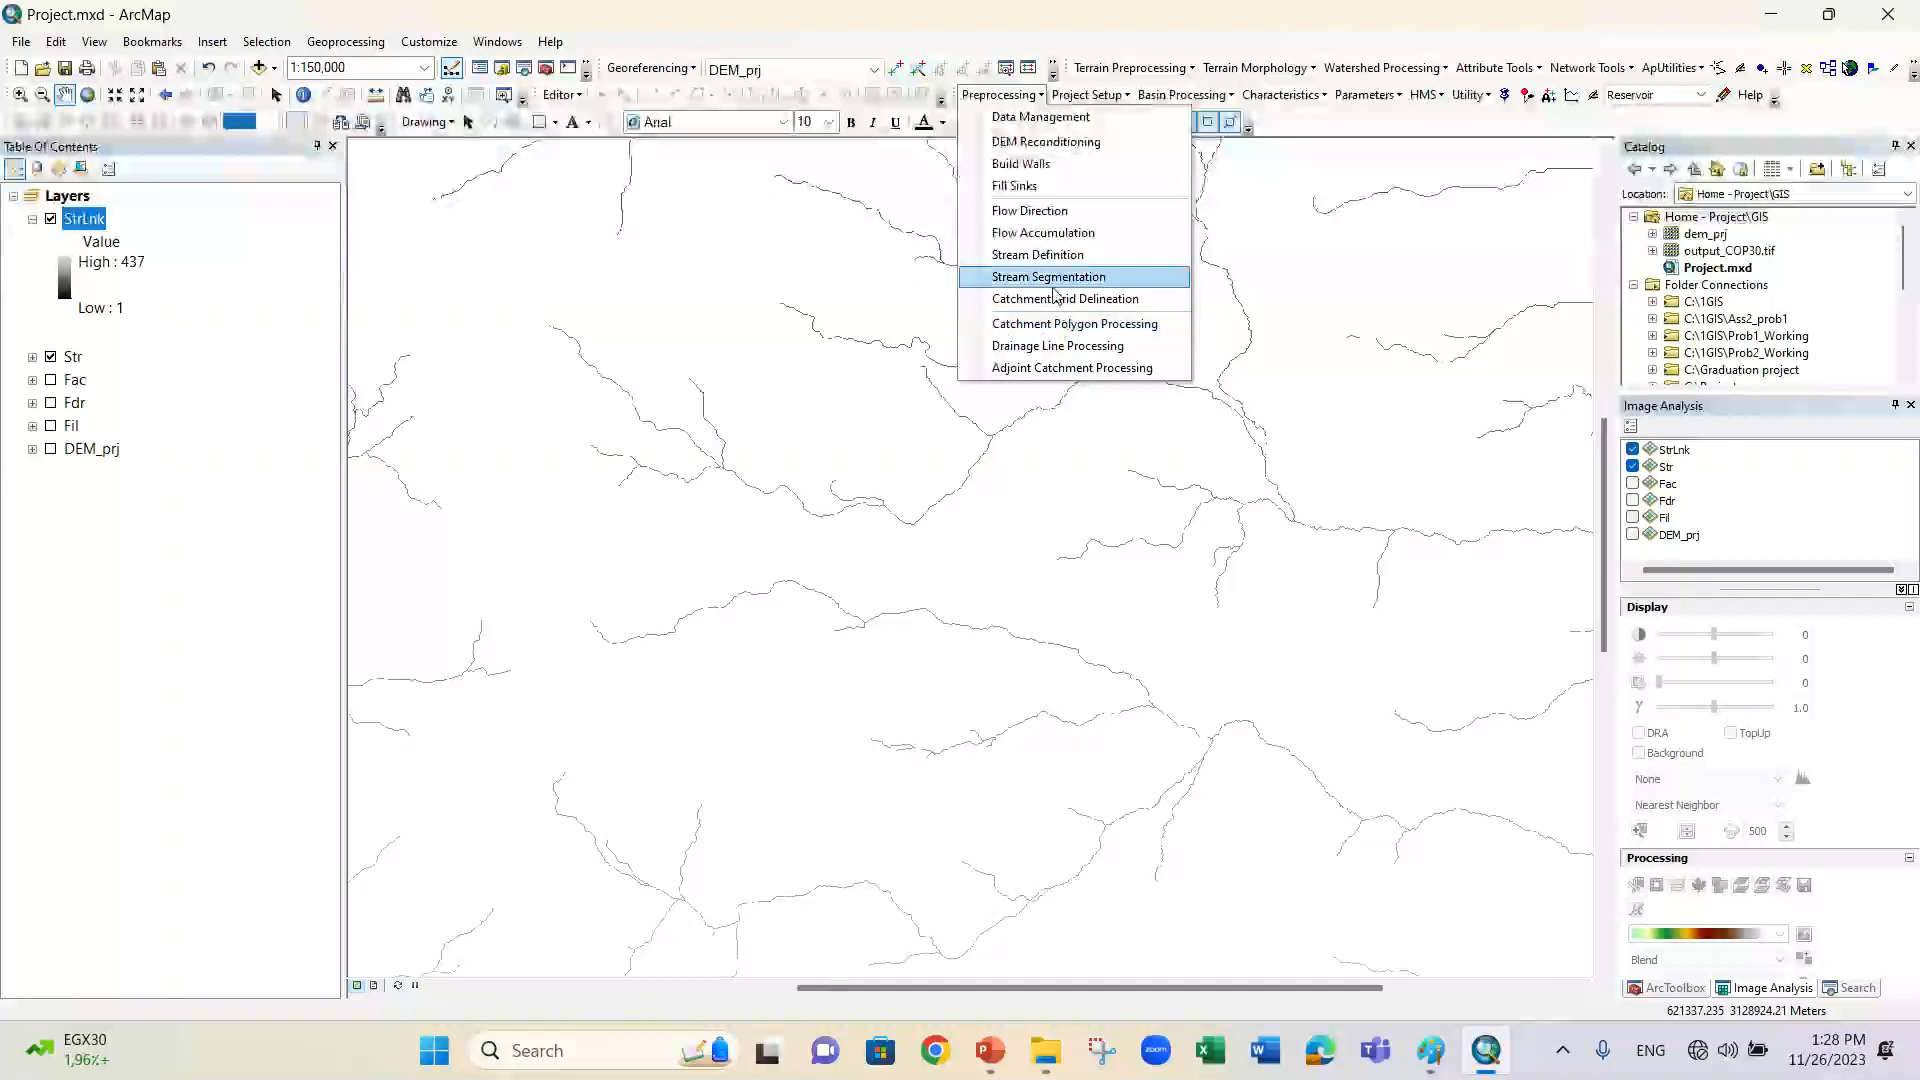 Project.mxd - ArcMap
File Edit View Bookmarks Insert Selection Geoprocessing Customize Windows Help
1:150,000
Georeferencing
DEM_prj
Terrain Preprocessing Terrain Morphology Watershed Processing Attribute Tools Network Tools ApUtilities
Editor
Preprocessing Project Setup Basin Processing Characteristics Parameters HMS Utility
Reservoir
Help
Drawing
Arial
10
B I U A
Data Management
DEM Reconditioning
Build Walls
Fill Sinks
Flow Direction
Flow Accumulation
Stream Definition
Stream Segmentation
Catchment Grid Delineation
Catchment Polygon Processing
Drainage Line Processing
Adjoint Catchment Processing
Table Of Contents
Layers
StrLnk
Value
High : 437
Low : 1
Str
Fac
Fdr
Fil
DEM_prj
Catalog
Location:
Home - Project\GIS
Home - Project\GIS
dem_prj
output_COP30.tif
Project.mxd
Folder Connections
C:\1GIS
C:\1GIS\Ass2_prob1
C:\1GIS\Prob1_Working
C:\1GIS\Prob2_Working
C:\Graduation project
Image Analysis
StrLnk
Str
Fac
Fdr
Fil
DEM_prj
Display
0
0
0
γ
1.0
DRA
TopUp
Background
None
Nearest Neighbor
500
Processing
Blend
ArcToolbox
Image Analysis
Search
621337.235 3128924.21 Meters
EGX30
1,96%+
Search
zoom
ENG
1:28 PM
11/26/2023